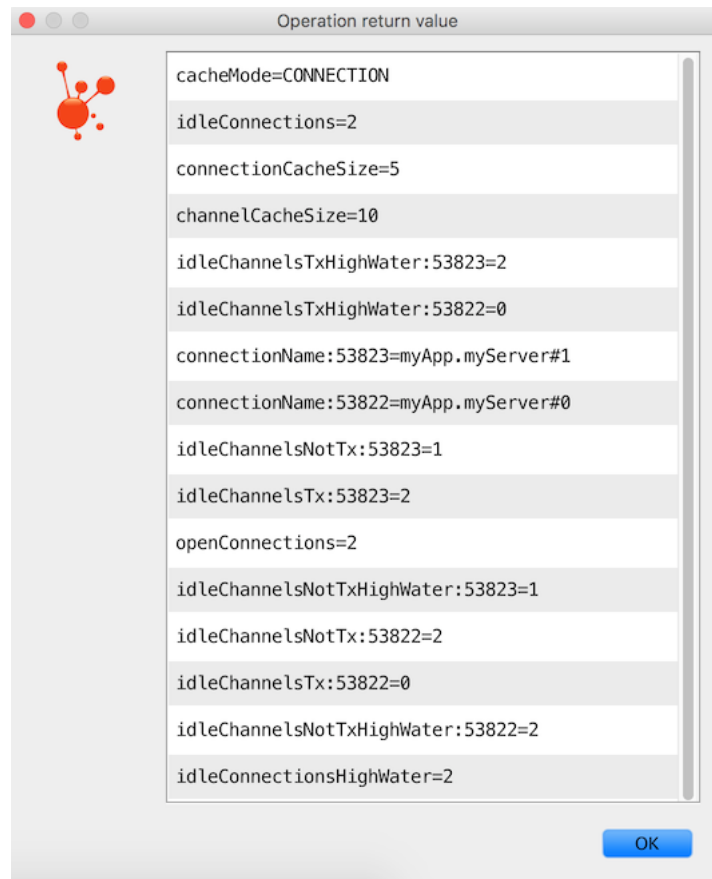 Operation return value
cacheMode=CONNECTION
idleConnections=2
connectionCacheSize=5
channelCacheSize=10
idleChannelsTxHighWater:53823=2
idleChannelsTxHighWater:53822=0
connectionName:53823=myApp.myServer#1
connectionName:53822=myApp.myServer#0
idleChannelsNotTx:53823=1
idleChannelsTx:53823=2
openConnections=2
idleChannelsNotTxHighWater:53823=1
idleChannelsNotTx:53822=2
idleChannelsTx:53822=0
idleChannelsNotTxHighWater:53822=2
idleConnectionsHighWater=2
OK